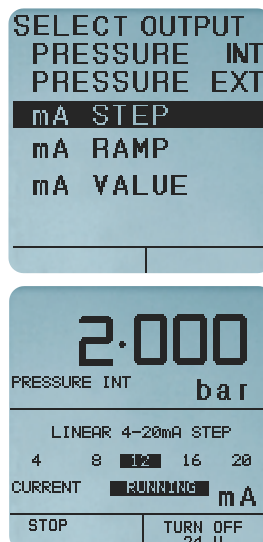 SELECT OUTPUT
PRESSURE INT
PRESSURE EXT
mA STEP
mA RAMP
mA VALUE
2.000
PRESSURE INT bar
LINEAR 4-20mA STEP
4 8 12 16 20
CURRENT RUNNING mA
STOP TURN OFF